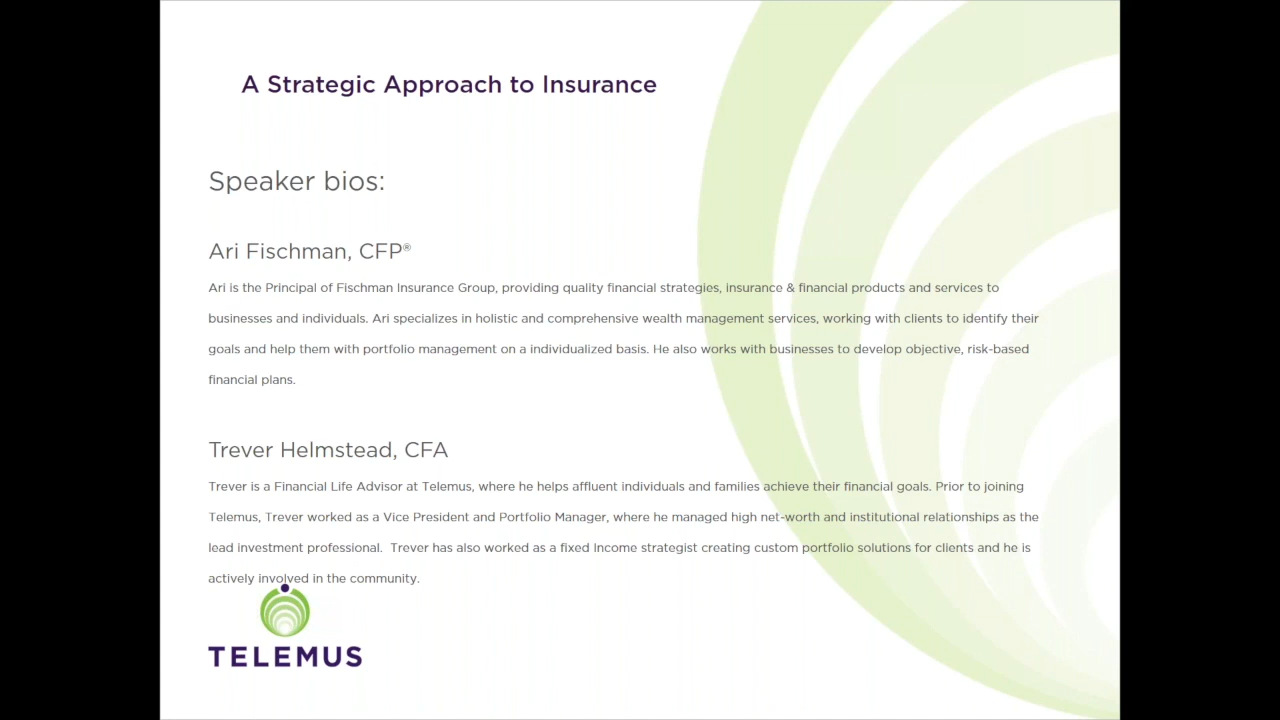 A Strategic Approach to Insurance
Speaker bios:
Ari Fischman, CFP®
Ari is the Principal of Fischman Insurance Group, providing quality financial strategies, insurance & financial products and services to
businesses and individuals. Ari specializes in holistic and comprehensive wealth management services, working with clients to identify their
goals and help them with portfolio management on a individualized basis. He also works with businesses to develop objective, risk-based
financial plans.
Trever Helmstead, CFA
Trever is a Financial Life Advisor at Telemus, where he helps affluent individuals and families achieve their financial goals. Prior to joining
Telemus, Trever worked as a Vice President and Portfolio Manager, where he managed high net-worth and institutional relationships as the
lead investment professional.  Trever has also worked as a fixed Income strategist creating custom portfolio solutions for clients and he is
actively involved in the community.
TELEMUS